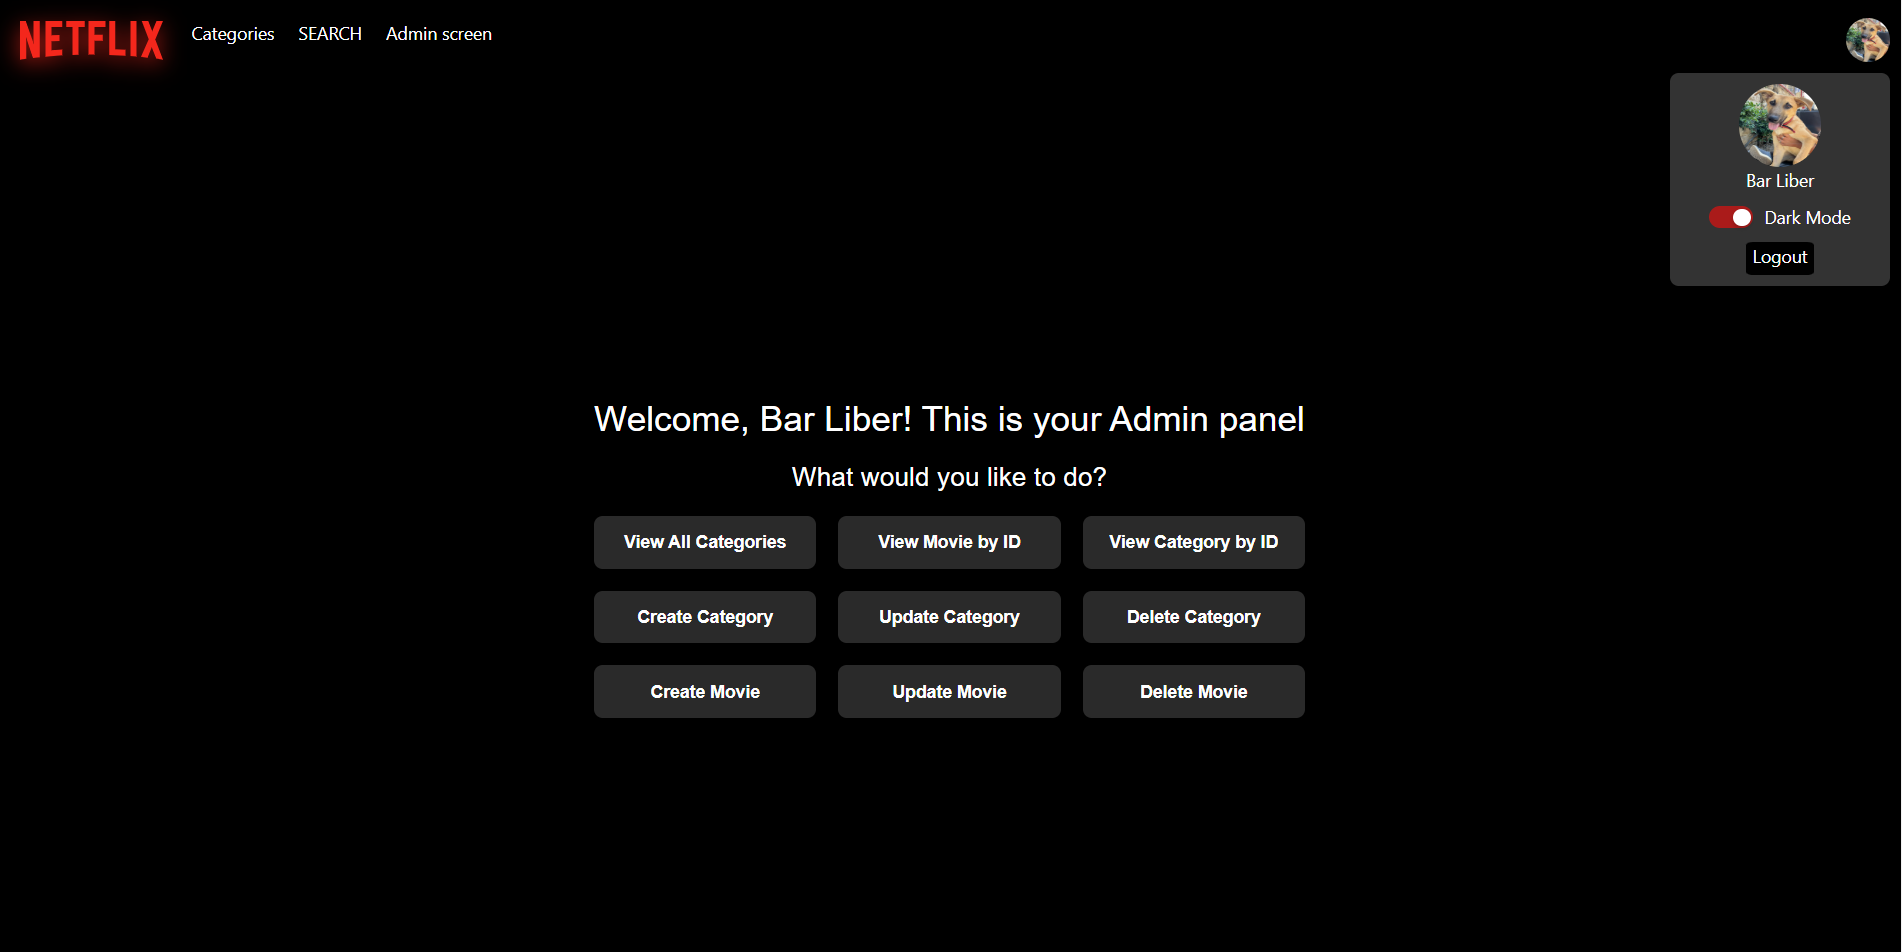 NETFLIX Categories SEARCH Admin screen
Bar Liber
Dark Mode
Logout
Welcome, Bar Liber! This is your Admin panel
What would you like to do?
View All Categories View Movie by ID View Category by ID
Create Category Update Category Delete Category
Create Movie Update Movie Delete Movie